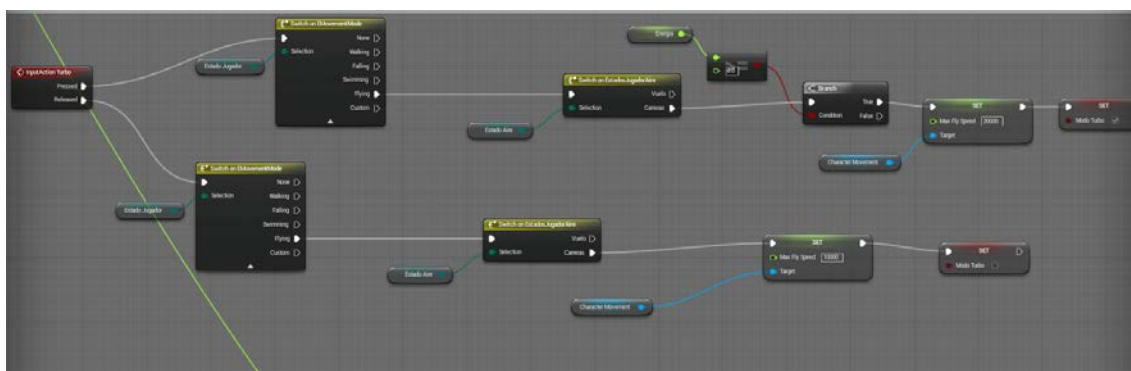 InputAction Turbo
Pressed
Released
Switch on EMovementMode
Selection
None
Walking
Falling
Swimming
Flying
Custom
Estado Jugador
Switch on EstadosJugadorAire
Selection
Vuelo
Carreras
Estado Aire
Energia
Branch
Condition
True
False
SET
Max Fly Speed
Target
Character Movement
SET
Modo Turbo
Switch on EMovementMode
Selection
None
Walking
Falling
Swimming
Flying
Custom
Estado Jugador
Switch on EstadosJugadorAire
Selection
Vuelo
Carreras
Estado Aire
SET
Max Fly Speed 10000
Target
Character Movement
SET
Modo Turbo